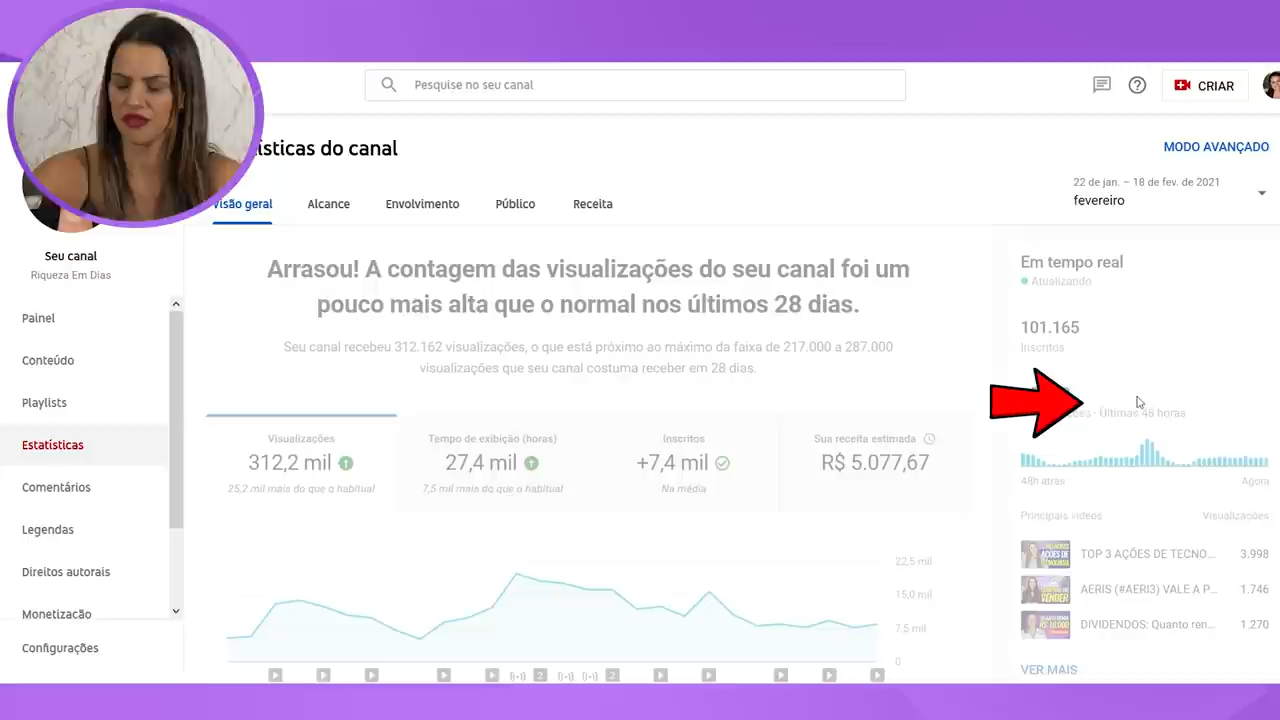 Pesquise no seu canal
CRIAR
ísticas do canal
MODO AVANÇADO
22 de jan. – 18 de fev. de 2021
fevereiro
Visão geral
Alcance
Envolvimento
Público
Receita
Seu canal
Riqueza Em Dias
Painel
Conteúdo
Playlists
Estatísticas
Comentários
Legendas
Direitos autorais
Monetização
Configurações
Arrasou! A contagem das visualizações do seu canal foi um
pouco mais alta que o normal nos últimos 28 dias.
Seu canal recebeu 312.162 visualizações, o que está próximo ao máximo da faixa de 217.000 a 287.000
visualizações que seu canal costuma receber em 28 dias.
Visualizações
312,2 mil
25,2 mil mais do que o habitual
Tempo de exibição (horas)
27,4 mil
7,5 mil mais do que o habitual
Inscritos
+7,4 mil
Na média
Sua receita estimada
R$ 5.077,67
22,5 mil
15,0 mil
7,5 mil
0
2
2
Em tempo real
Atualizando
101.165
Inscritos
· Últimas 48 horas
48h atrás
Agora
Principais vídeos
Visualizações
TOP 3 AÇÕES DE TECNO...
3.998
AERIS (#AERI3) VALE A P...
1.746
DIVIDENDOS: Quanto ren...
1.270
VER MAIS